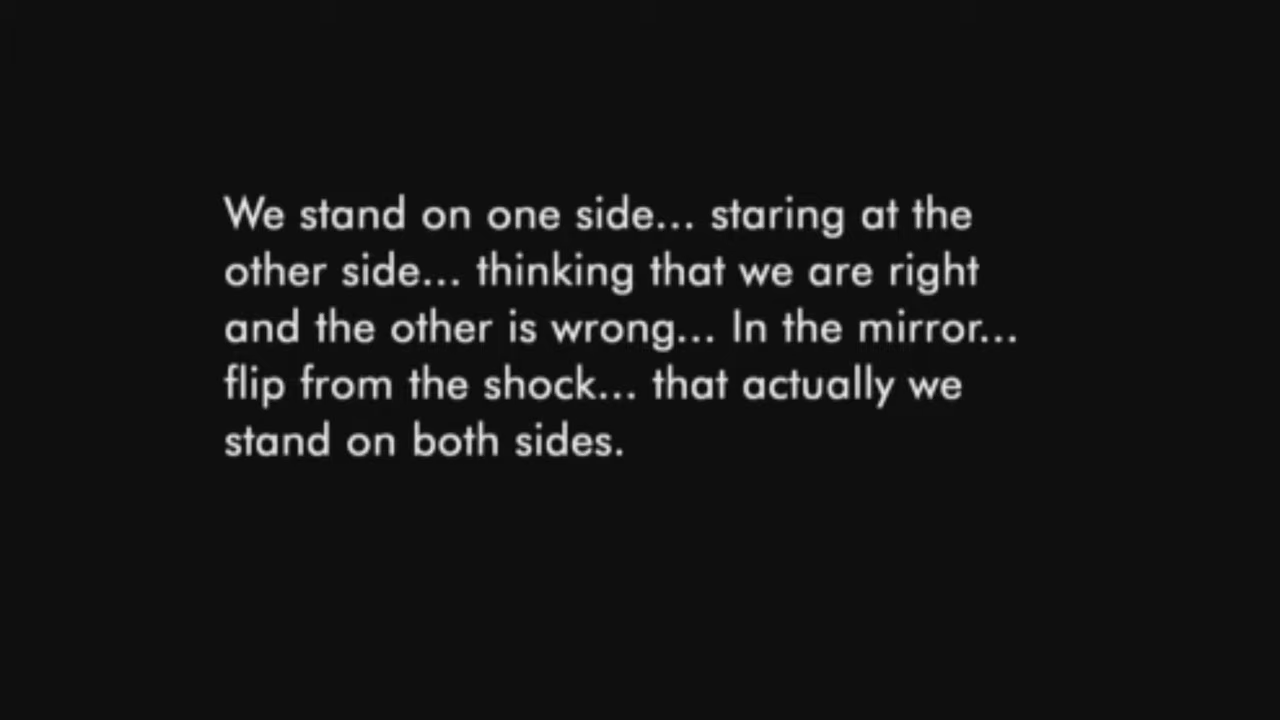 We stand on one side... staring at the
other side... thinking that we are right
and the other is wrong... In the mirror...
flip from the shock... that actually we
stand on both sides.